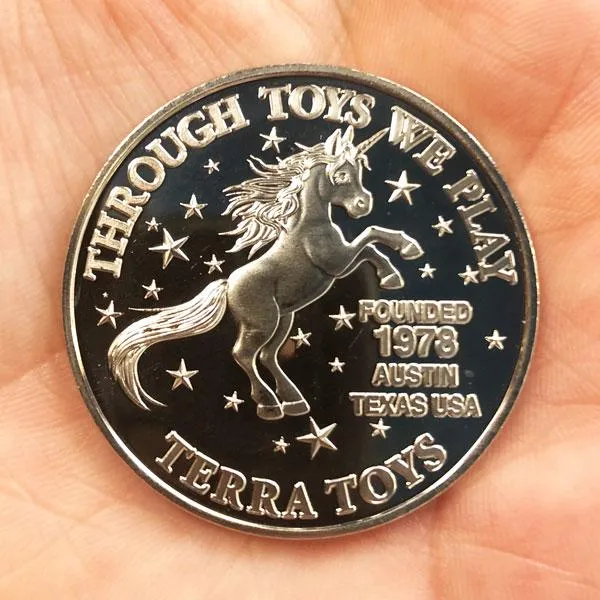 THROUGH TOYS WE PLAY
FOUNDED
1978
AUSTIN
TEXAS USA
TERRA TOYS